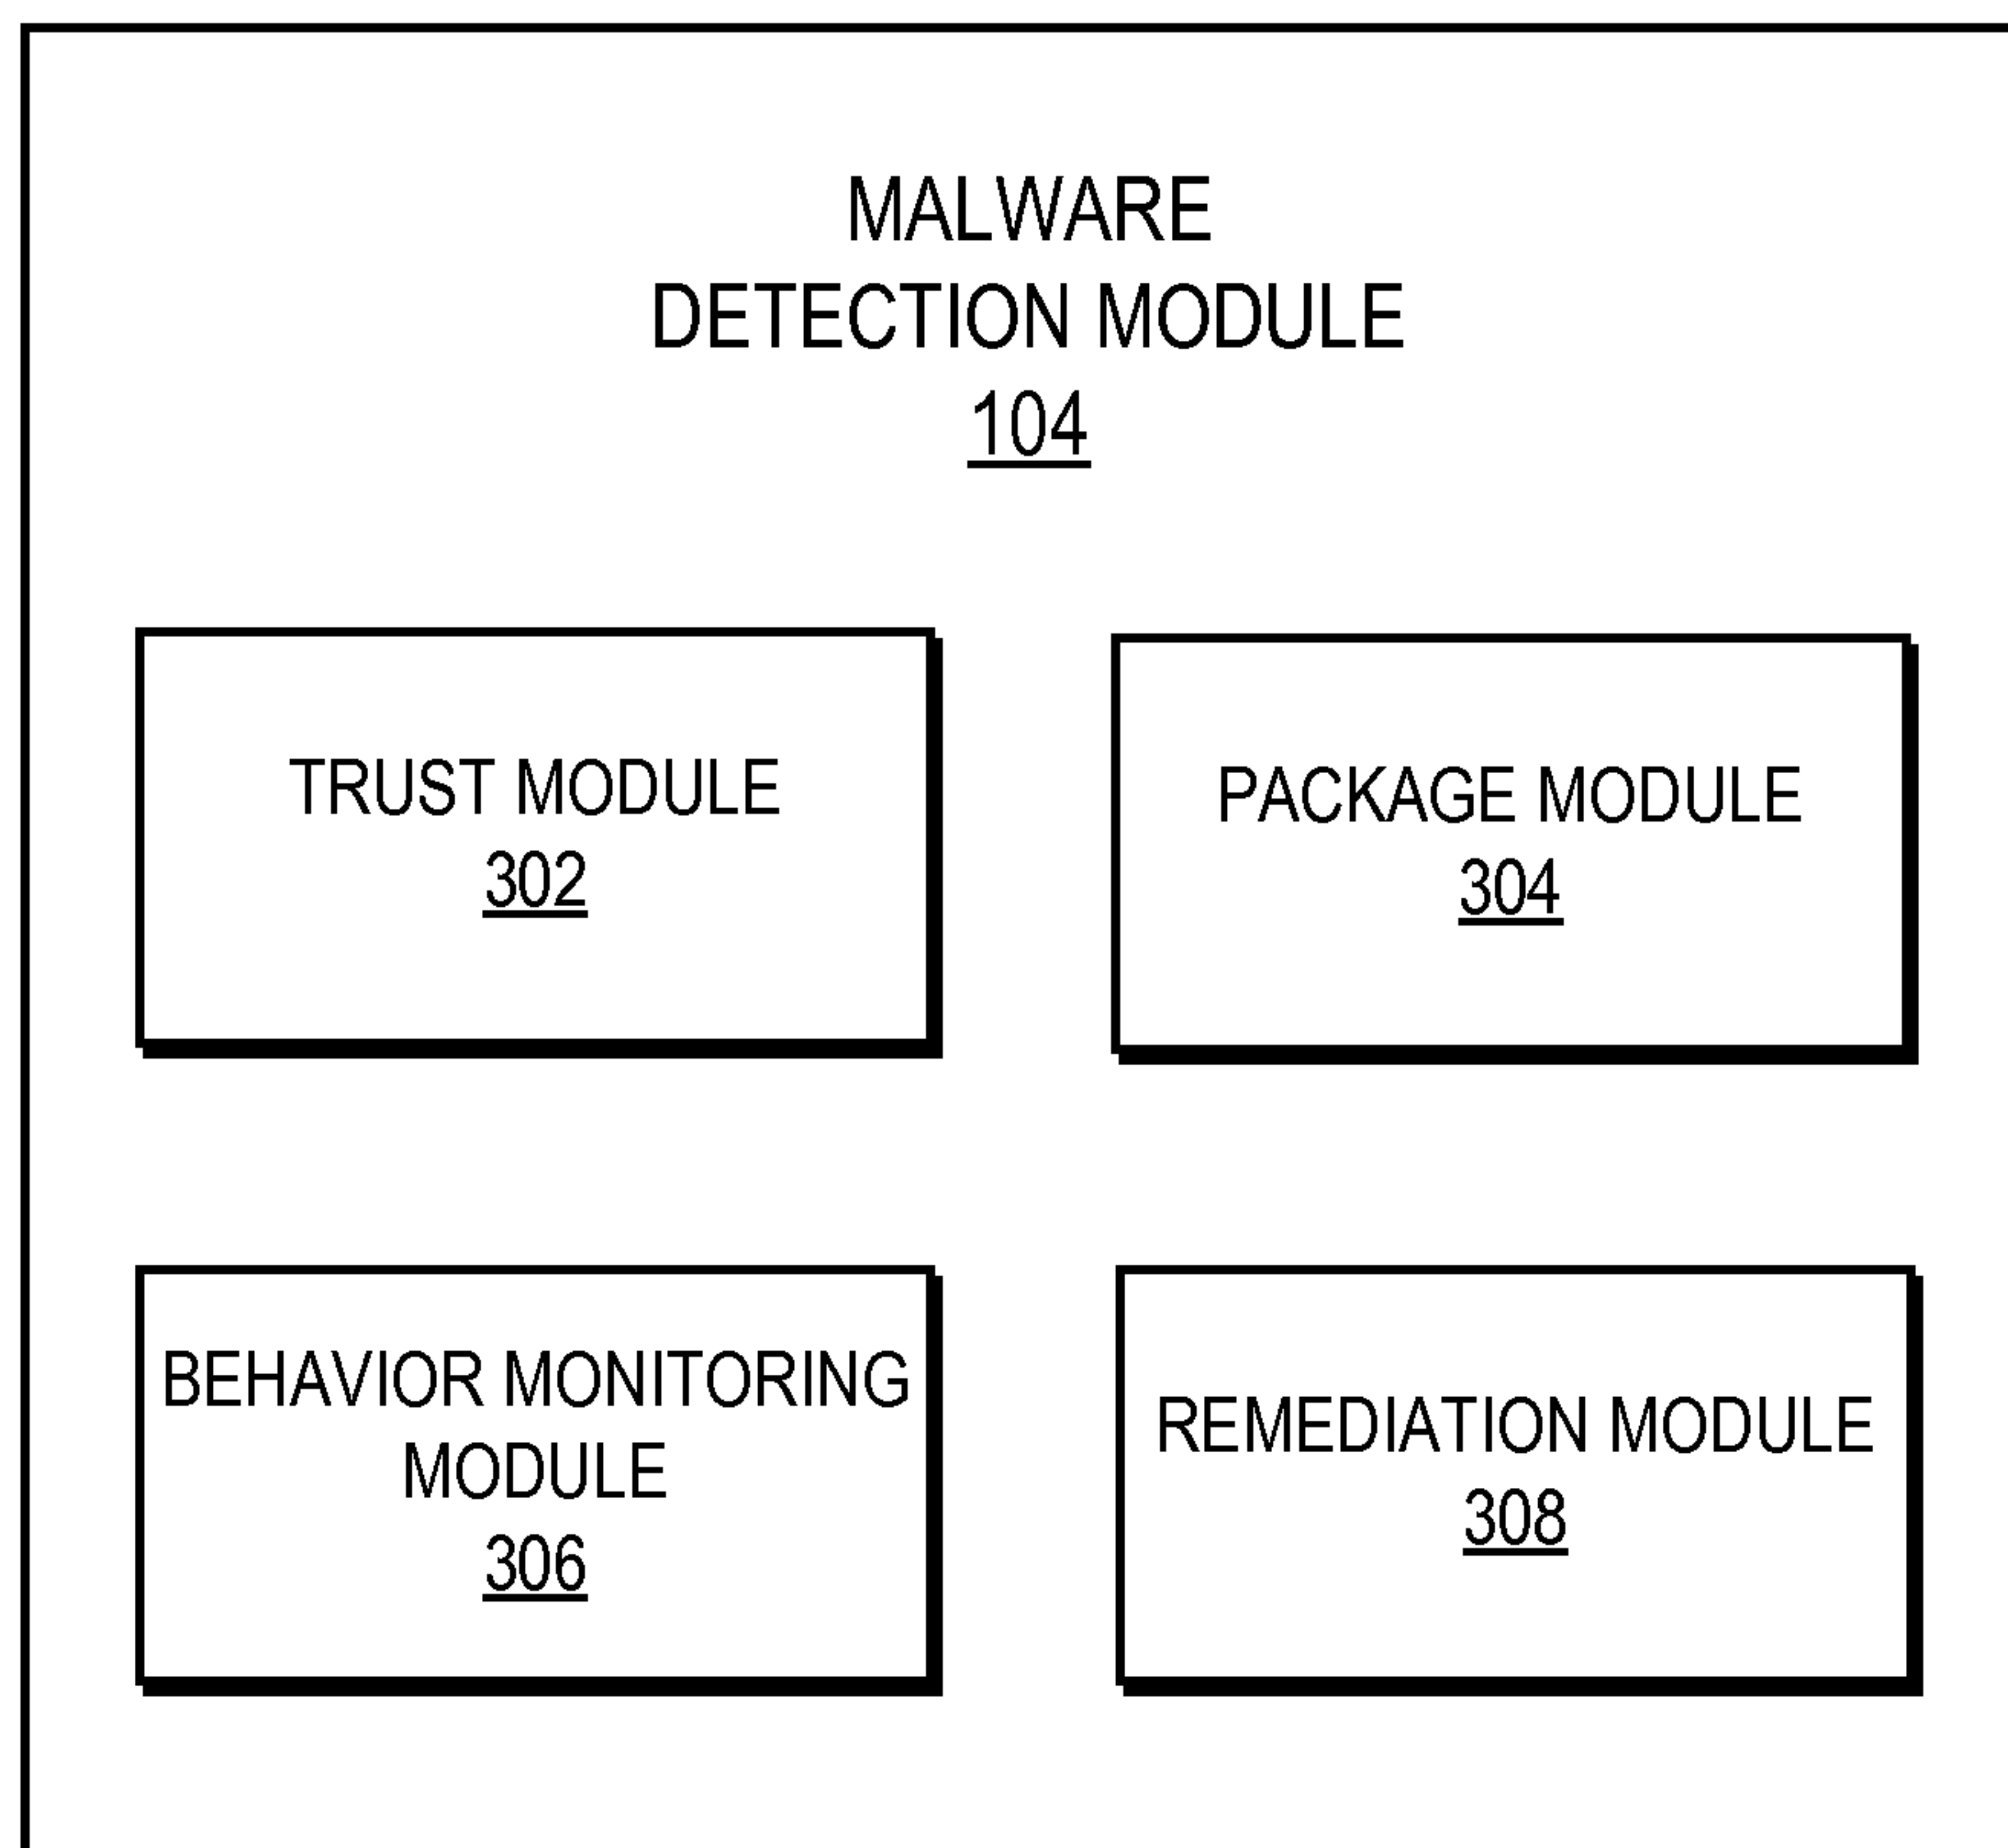 MALWARE
DETECTION MODULE
104
TRUST MODULE
302
PACKAGE MODULE
304
BEHAVIOR MONITORING
MODULE
306
REMEDIATION MODULE
308